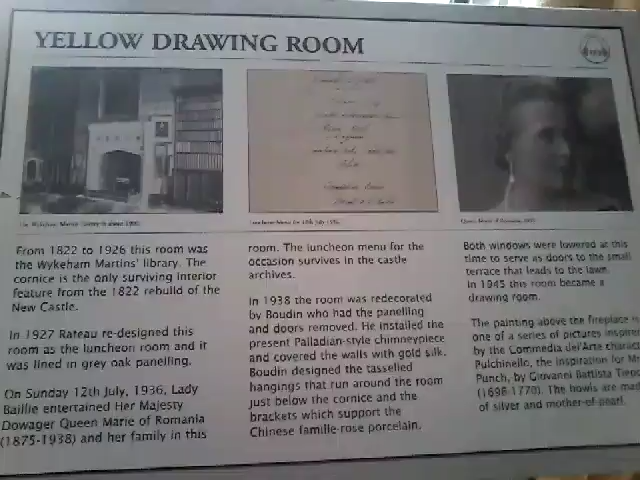 YELLOW DRAWING ROOM
From 1822 to 1926 this room was
the Wykeham Martins' library. The
cornice is the only surviving interior
feature from the 1822 rebuild of the
New Castle.
In 1927 Rateau re-designed this
room as the luncheon room and it
was lined in grey oak panelling.
On Sunday 12th July, 1936, Lady
Baillie entertained Her Majesty
Dowager Queen Marie of Romania
(1875-1938) and her family in this
room. The luncheon menu for the
occasion survives in the castle
archives.
In 1938 the room was redecorated
by Boudin who had the panelling
and doors removed. He installed the
present Palladian-style chimneypiece
and covered the walls with gold silk.
Boudin designed the tasselled
hangings that run around the room
just below the cornice and the
brackets which support the
Chinese famille-rose porcelain.
Both windows were lowered at this
time to serve as doors to the small
terrace that leads to the lawn.
In 1945 this room became a
drawing room.
The painting above the fireplace is
one of a series of pictures
by the Commedia del'Arte
Pulchinello, the inspiration for
Punch, by Giovanni Battista
(1696-1770). The bowls are
of silver and mother-of-pearl.